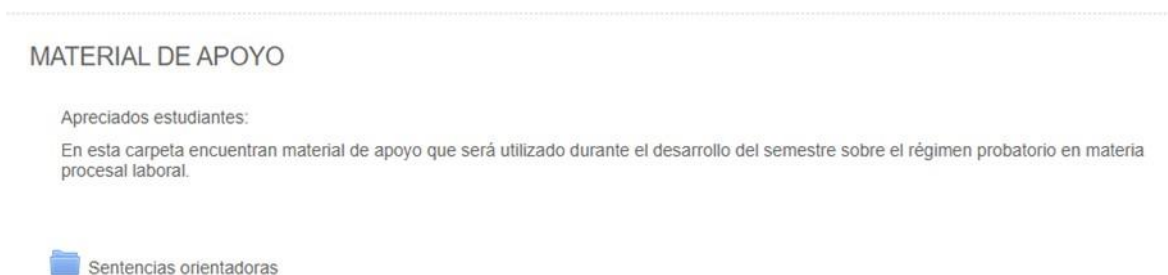 MATERIAL DE APOYO
Apreciados estudiantes:
En esta carpeta encuentran material de apoyo que será utilizado durante el desarrollo del semestre sobre el régimen probatorio en materia
procesal laboral.
Sentencias orientadoras